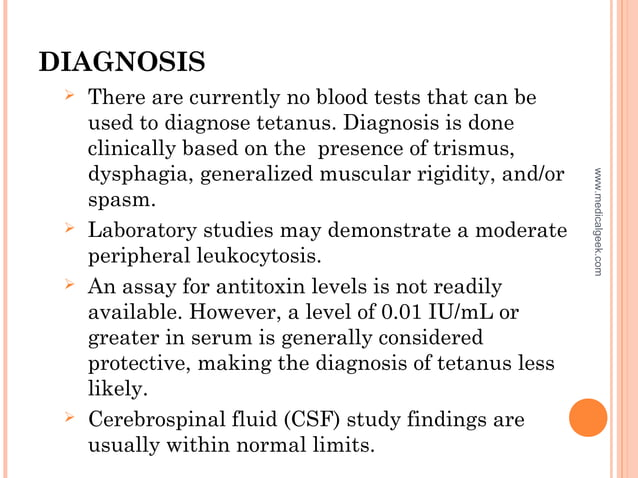 DIAGNOSIS
There are currently no blood tests that can be
used to diagnose tetanus. Diagnosis is done
clinically based on the presence of trismus,
dysphagia, generalized muscular rigidity, and/or
spasm.
Laboratory studies may demonstrate a moderate
peripheral leukocytosis.
An assay for antitoxin levels is not readily
available. However, a level of 0.01 IU/mL or
greater in serum is generally considered
protective, making the diagnosis of tetanus less
likely.
Cerebrospinal fluid (CSF) study findings are
usually within normal limits.
www.medicalgeek.com